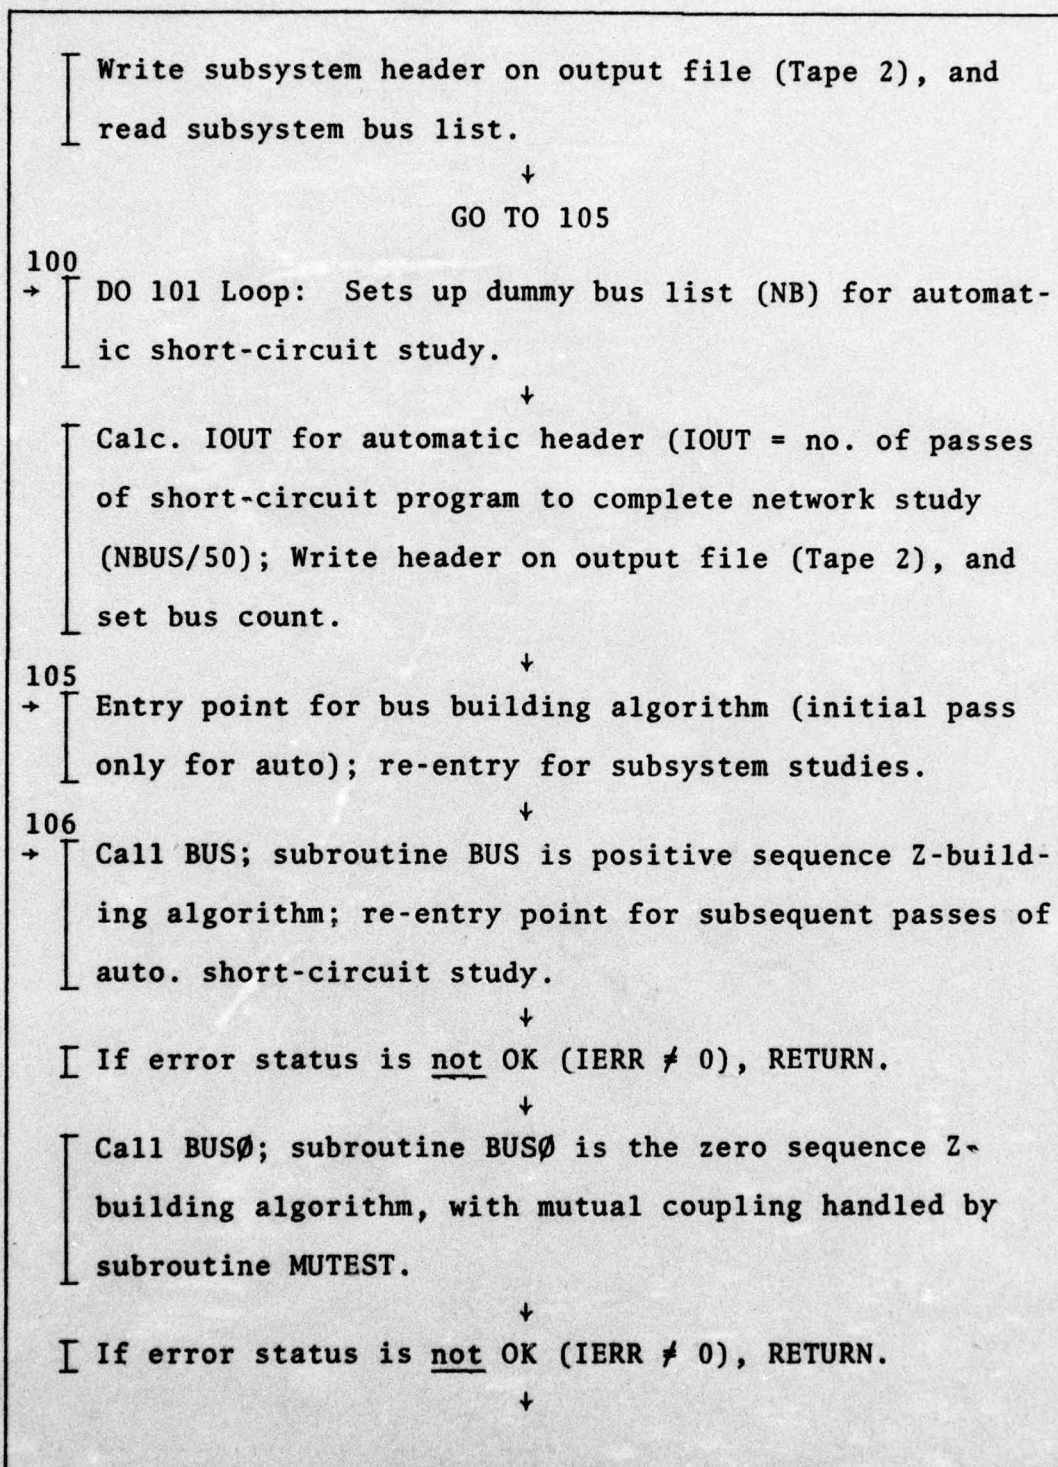 Write subsystem header on output file (Tape 2), and
read subsystem bus list.
↓
GO TO 105
100
→ DO 101 Loop: Sets up dummy bus list (NB) for automat-
ic short-circuit study.
↓
Calc. IOUT for automatic header (IOUT = no. of passes
of short-circuit program to complete network study
(NBUS/50); Write header on output file (Tape 2), and
set bus count.
↓
105
→ Entry point for bus building algorithm (initial pass
only for auto); re-entry for subsystem studies.
↓
106
→ Call BUS; subroutine BUS is positive sequence Z-build-
ing algorithm; re-entry point for subsequent passes of
auto. short-circuit study.
↓
If error status is not OK (IERR ≠ 0), RETURN.
↓
Call BUSØ; subroutine BUSØ is the zero sequence Z-
building algorithm, with mutual coupling handled by
subroutine MUTEST.
↓
If error status is not OK (IERR ≠ 0), RETURN.
↓